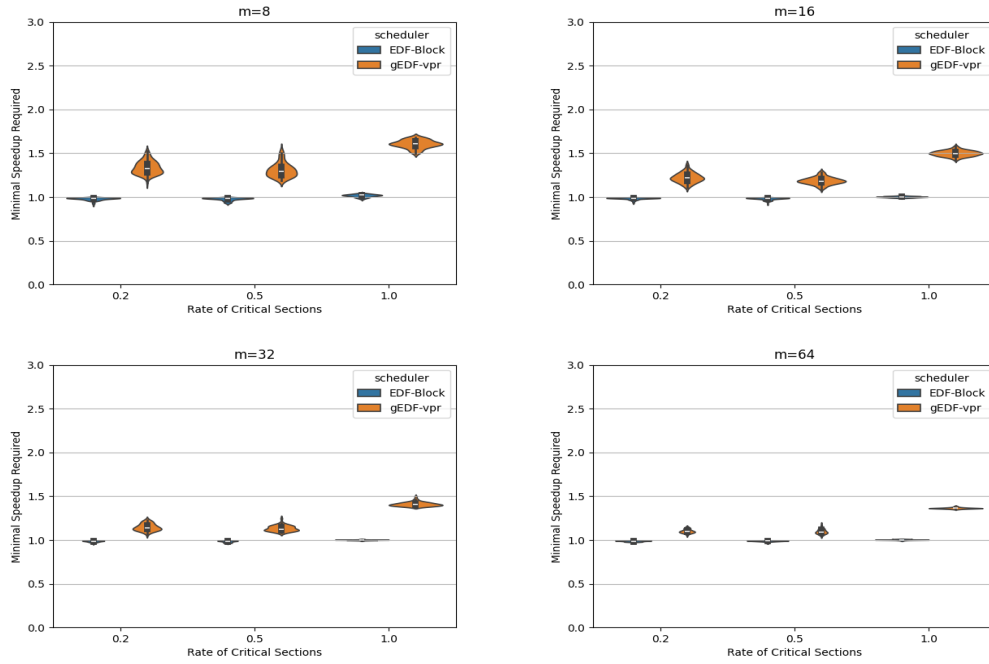 m=8
3.0
2.5
2.0
1.5
1.0
0.5
0.0
Minimal Speedup Required
scheduler
EDF-Block
gEDF-vpr
0.2
0.5
1.0
Rate of Critical Sections
m=16
3.0
2.5
2.0
1.5
1.0
0.5
0.0
Minimal Speedup Required
scheduler
EDF-Block
gEDF-vpr
0.2
0.5
1.0
Rate of Critical Sections
m=32
3.0
2.5
2.0
1.5
1.0
0.5
0.0
Minimal Speedup Required
scheduler
EDF-Block
gEDF-vpr
0.2
0.5
1.0
Rate of Critical Sections
m=64
3.0
2.5
2.0
1.5
1.0
0.5
0.0
Minimal Speedup Required
scheduler
EDF-Block
gEDF-vpr
0.2
0.5
1.0
Rate of Critical Sections